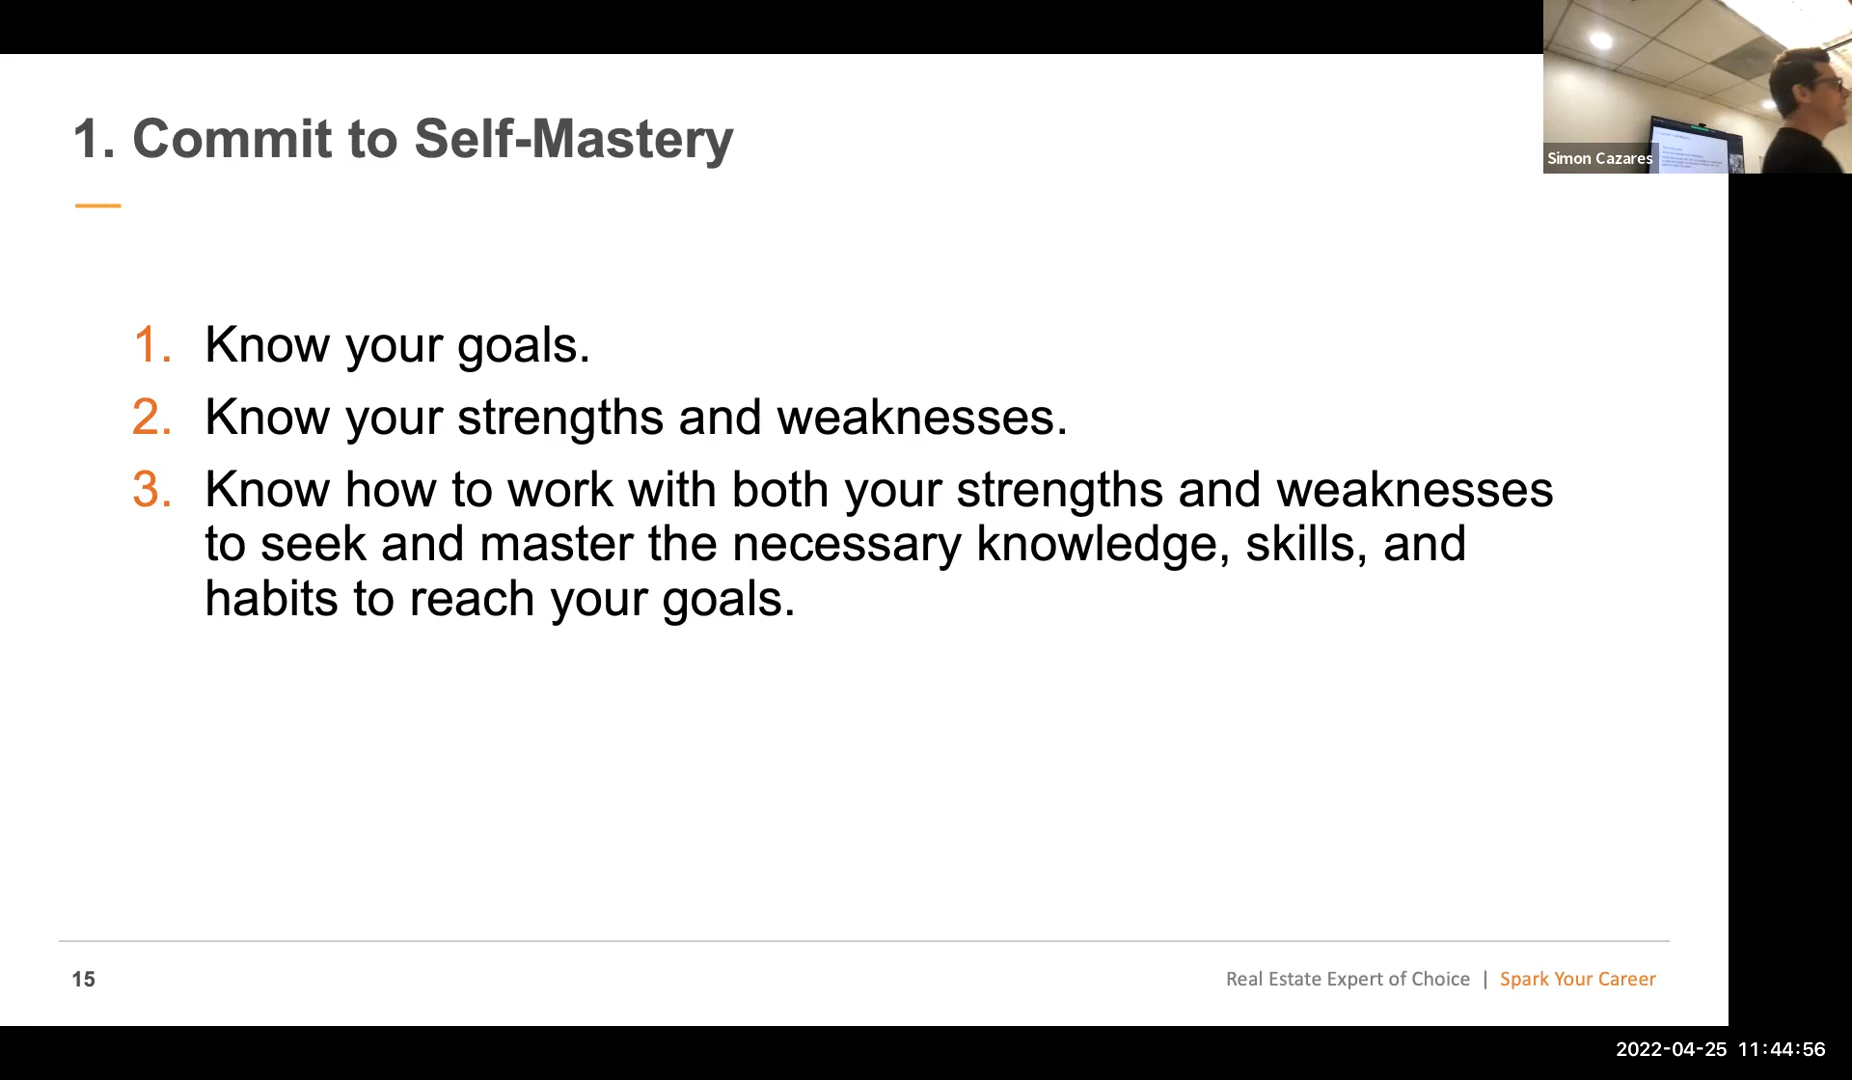 1. Commit to Self-Mastery
Simon Cazares
1. Know your goals.
2. Know your strengths and weaknesses.
3. Know how to work with both your strengths and weaknesses
to seek and master the necessary knowledge, skills, and
habits to reach your goals.
15
Real Estate Expert of Choice | Spark Your Career
2022-04-25 11:44:56